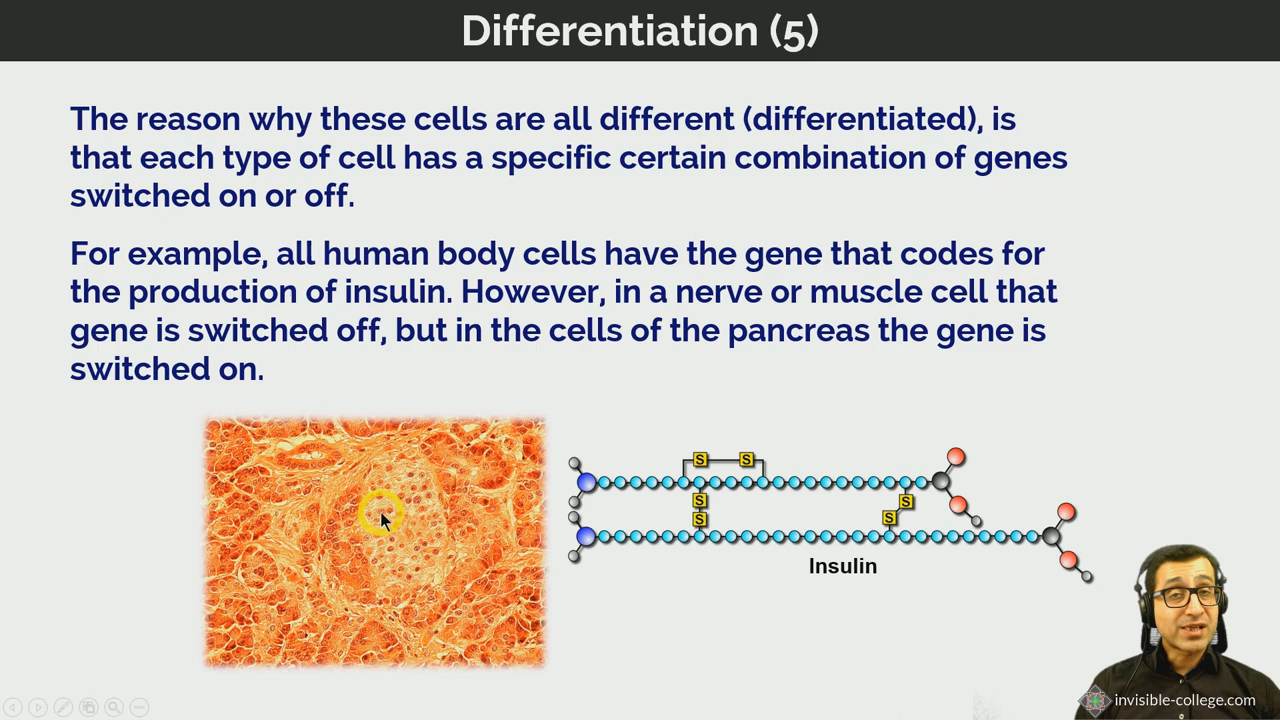 Differentiation (5)
The reason why these cells are all different (differentiated), is
that each type of cell has a specific certain combination of genes
switched on or off.
For example, all human body cells have the gene that codes for
the production of insulin. However, in a nerve or muscle cell that
gene is switched off, but in the cells of the pancreas the gene is
switched on.
S S
S S
S S
Insulin
invisible-college.com